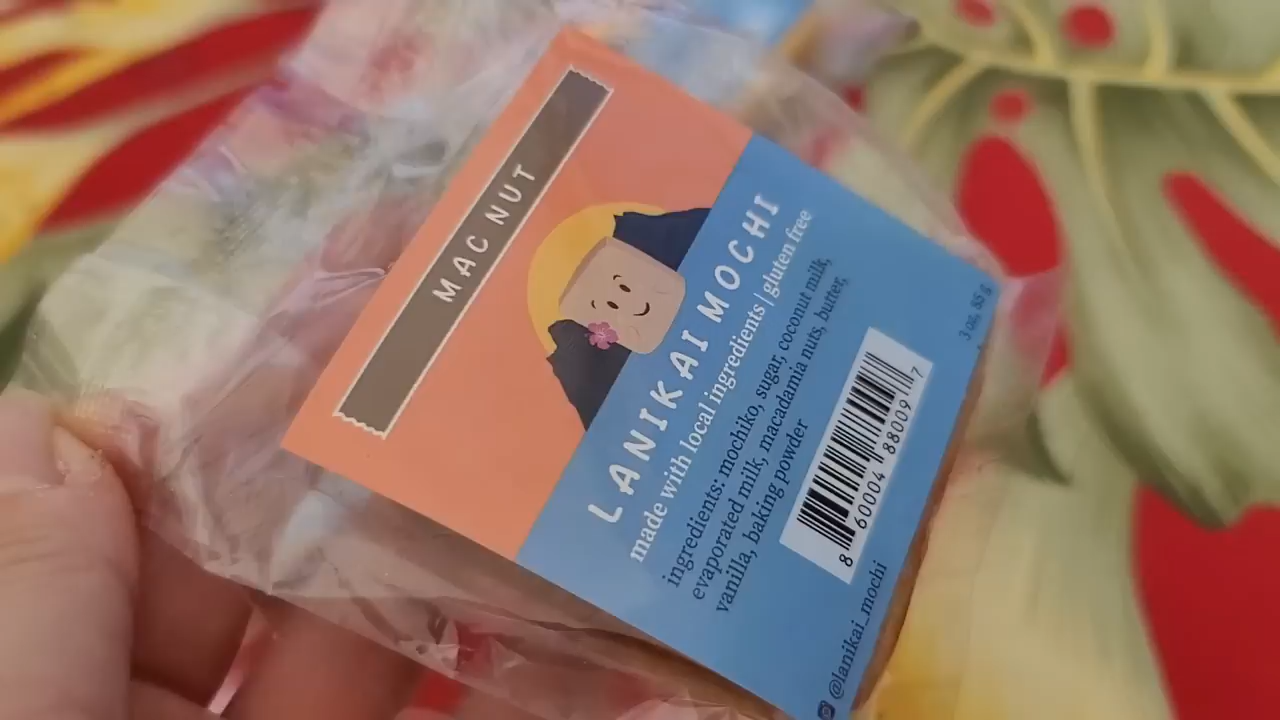 MAC NUT
LANIKAI MOCHI
made with local ingredients | gluten free
ingredients: mochiko, sugar, coconut milk,
evaporated milk, macadamia nuts, butter,
vanilla, baking powder
3 oz, 85 g
8 60004 88009 7
@lanikai_mochi